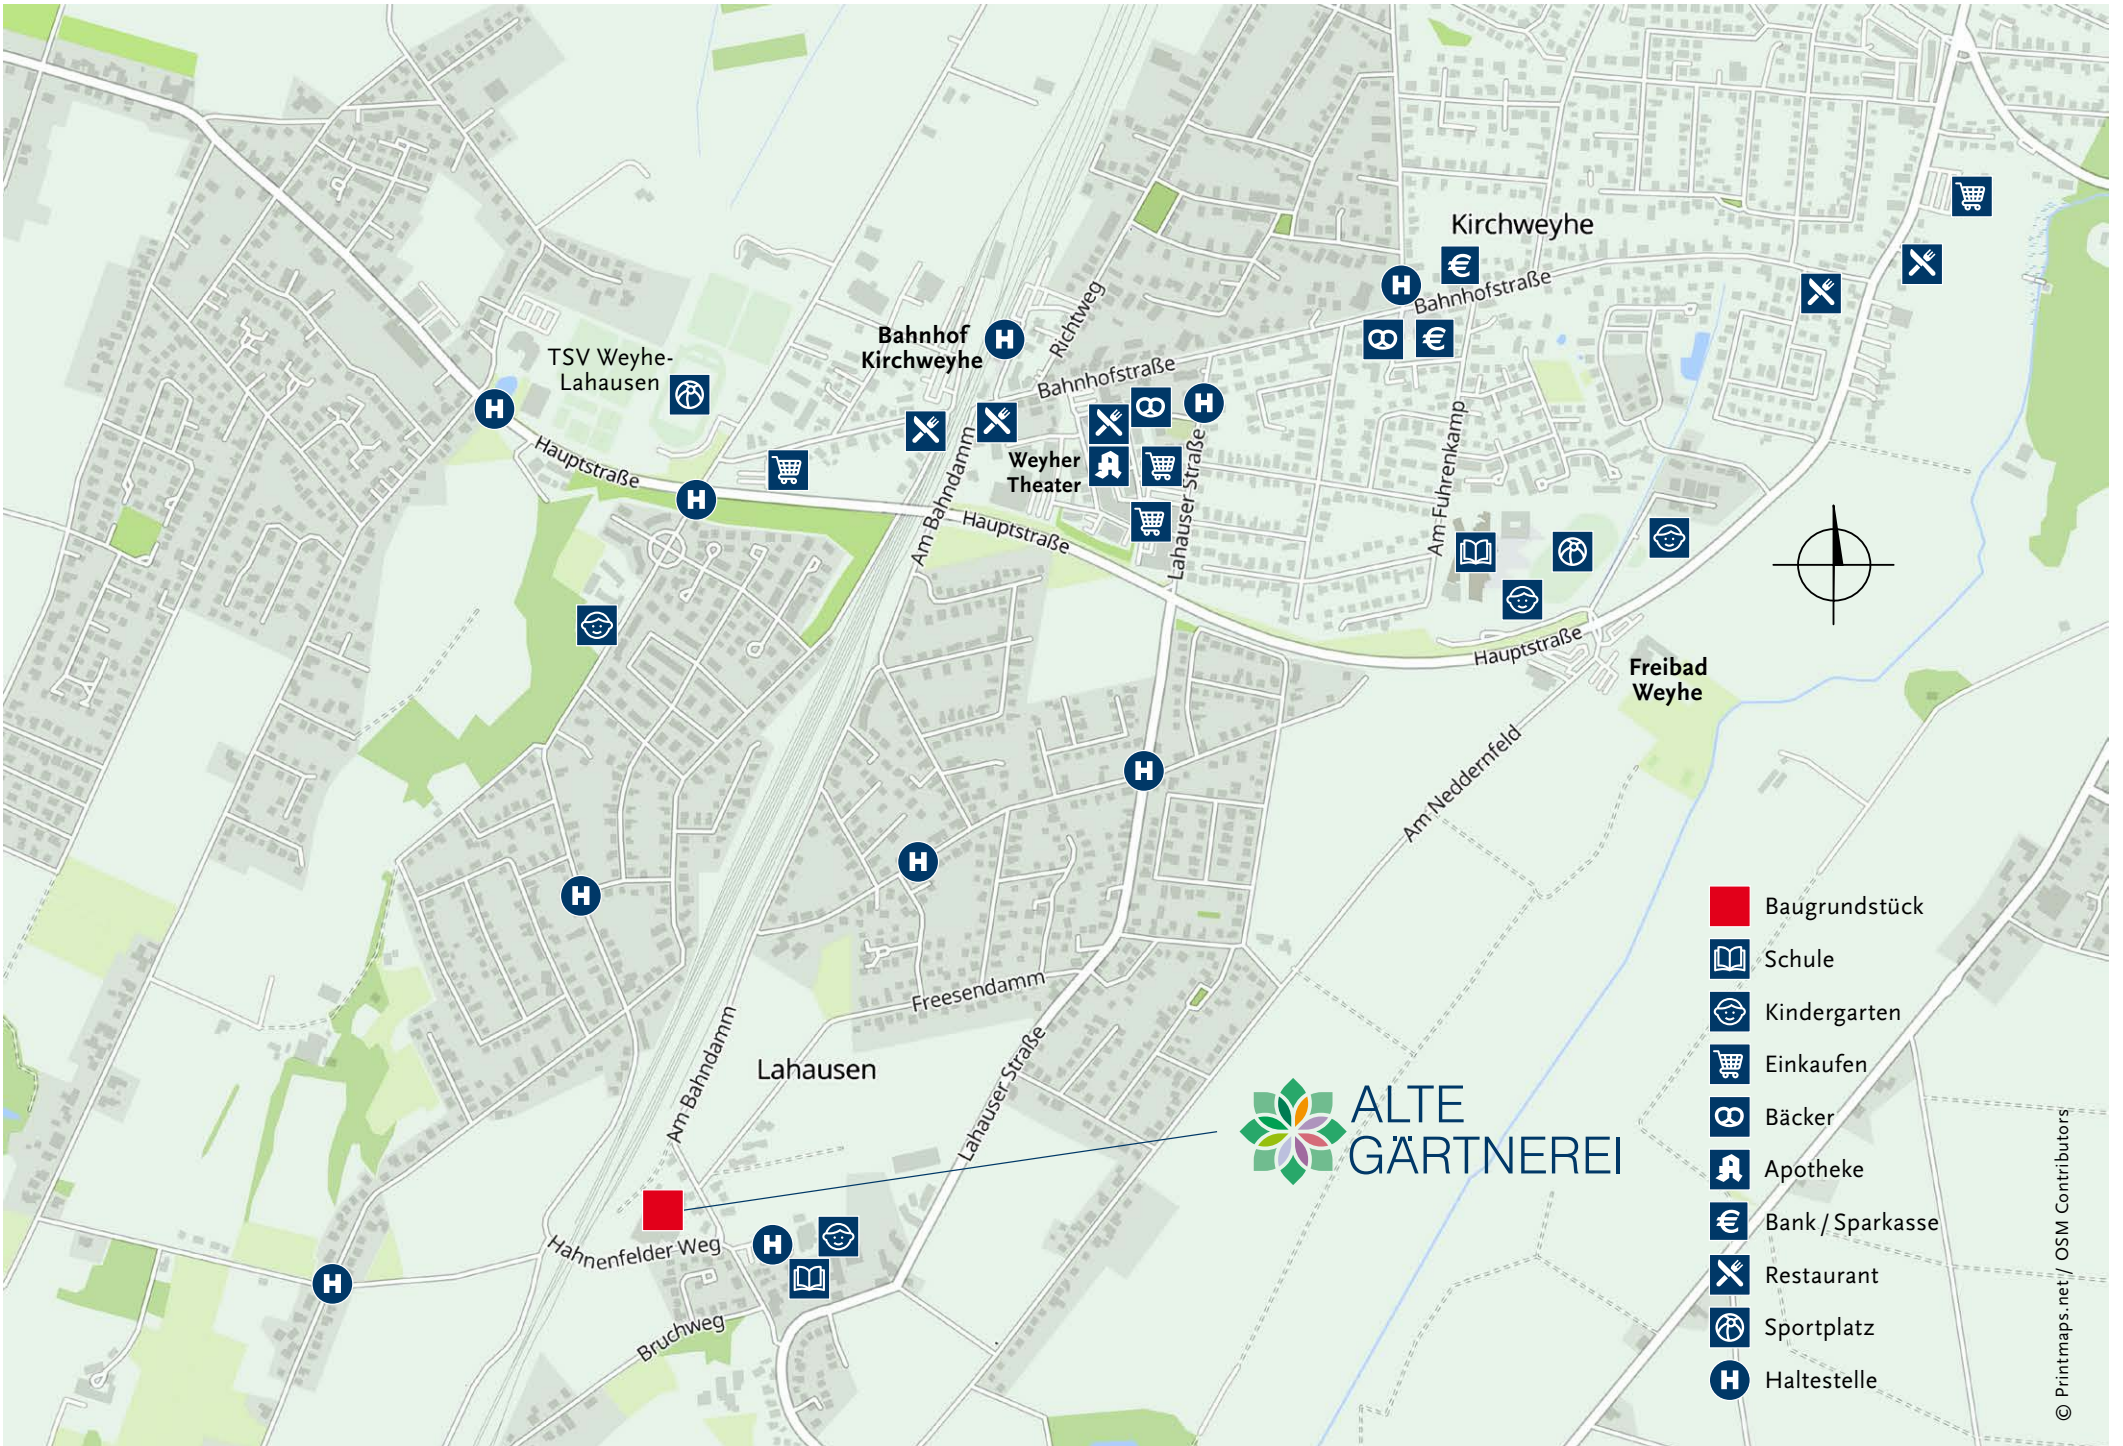 Kirchweyhe
Bahnhofstraße
Richtweg
Bahnhof
Kirchweyhe
TSV Weyhe-
Lahausen
Bahnhofstraße
Hauptstraße
Am Bahndamm
Weyher
Theater
Lahauser Straße
Am Fuhrenkamp
Hauptstraße
Hauptstraße
Freibad
Weyhe
Am Neddernfeld
Freesendamm
Lahausen
Am Bahndamm
Lahauser Straße
ALTE
GÄRTNEREI
Hahnenfelder Weg
Bruchweg
H
H
H
H
H
H
H
H
H
H
Baugrundstück
Schule
Kindergarten
Einkaufen
Bäcker
Apotheke
€ Bank / Sparkasse
Restaurant
Sportplatz
H Haltestelle
© Printmaps.net / OSM Contributors